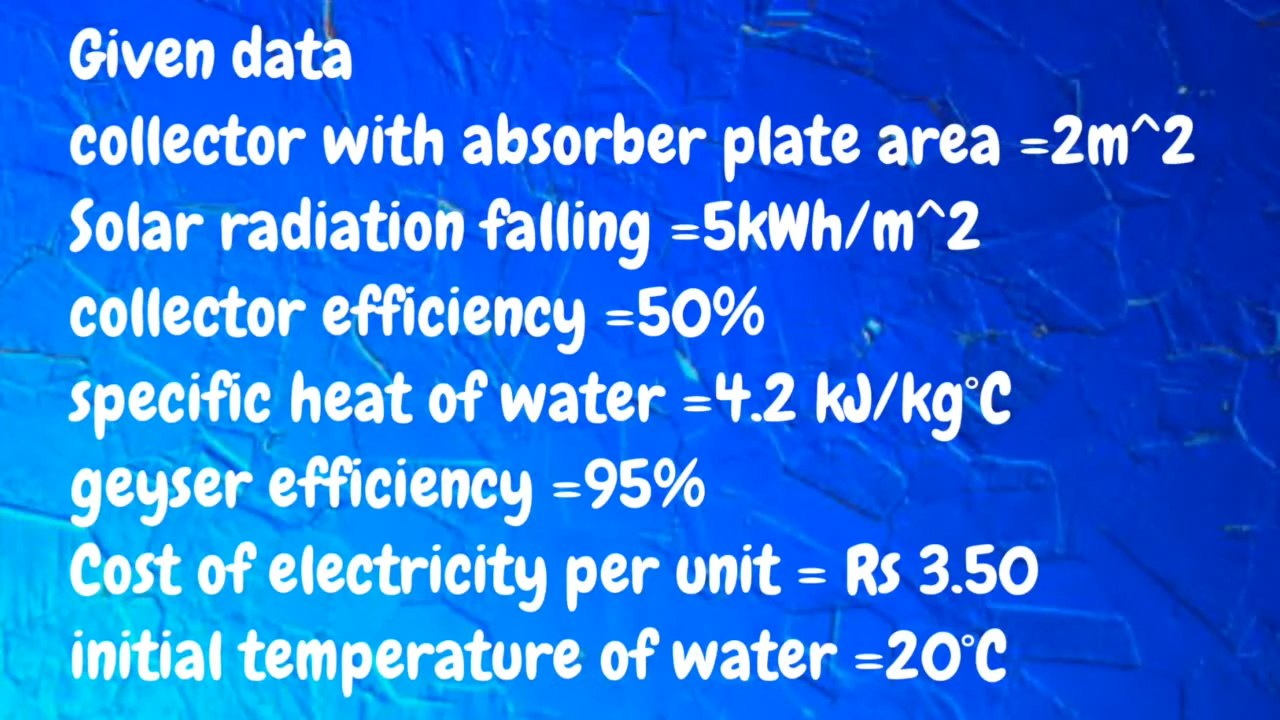 Given data
collector with absorber plate area =2m^2
Solar radiation falling =5kWh/m^2
collector efficiency =50%
specific heat of water =4.2 kJ/kg°C
geyser efficiency =95%
Cost of electricity per unit = Rs 3.50
initial temperature of water =20°C